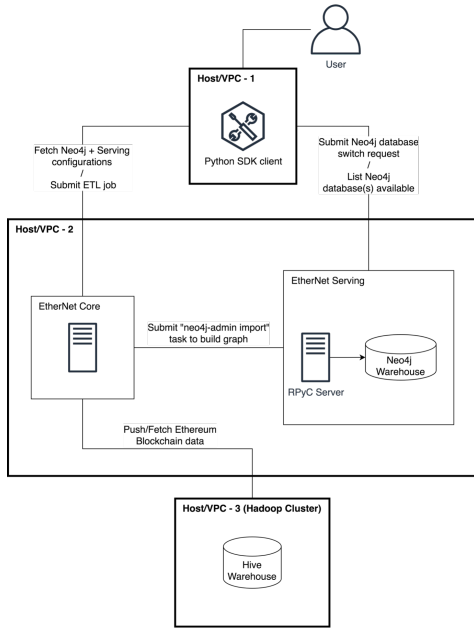 User
Host/VPC - 1
Python SDK client
Fetch Neo4j + Serving
configurations
/
Submit ETL job
Submit Neo4j database
switch request
/
List Neo4j
database(s) available
Host/VPC - 2
EtherNet Core
Submit "neo4j-admin import"
task to build graph
EtherNet Serving
RPyC Server
Neo4j
Warehouse
Push/Fetch Ethereum
Blockchain data
Host/VPC - 3 (Hadoop Cluster)
Hive
Warehouse